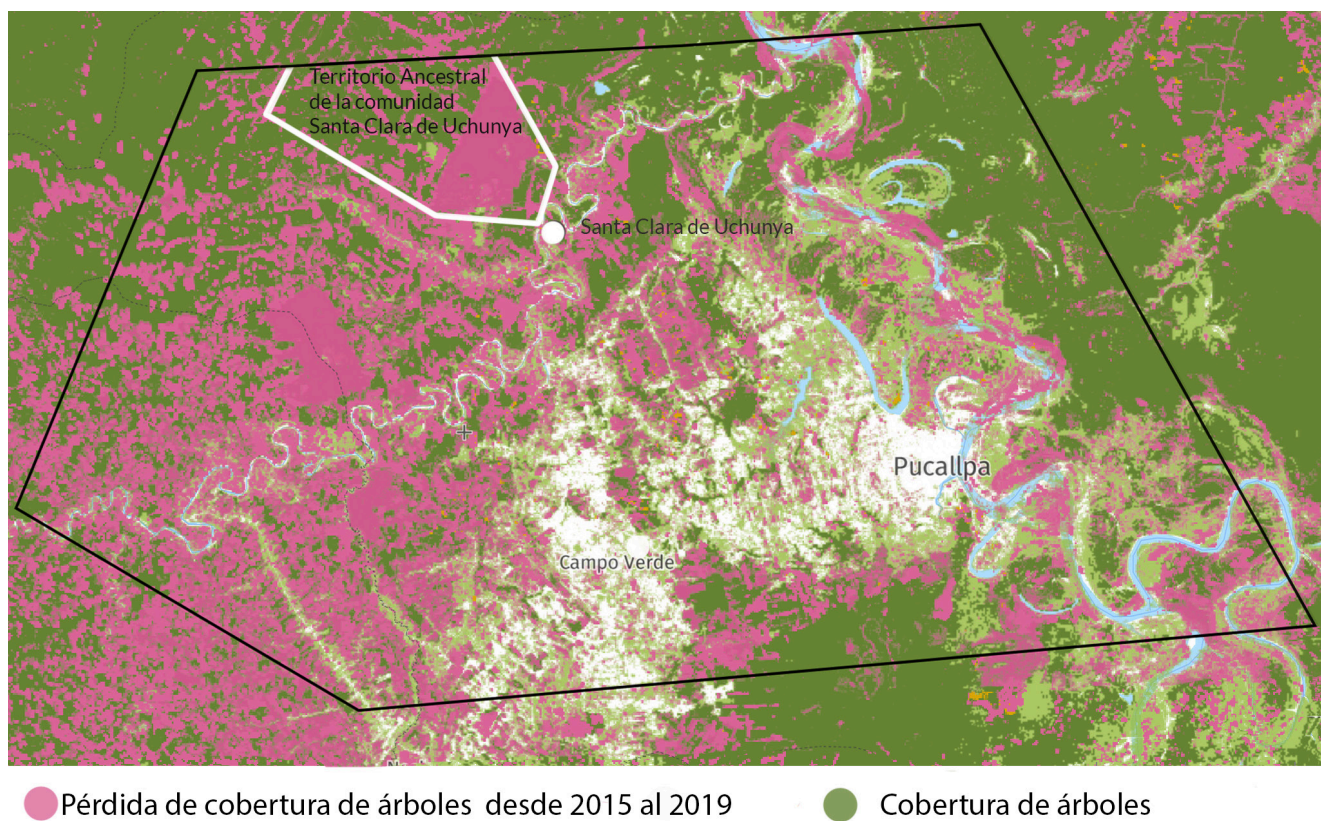 Territorio Ancestral
de la comunidad
Santa Clara de Uchunya
Santa Clara de Uchunya
Pucallpa
Campo Verde
Pérdida de cobertura de árboles desde 2015 al 2019
Cobertura de árboles